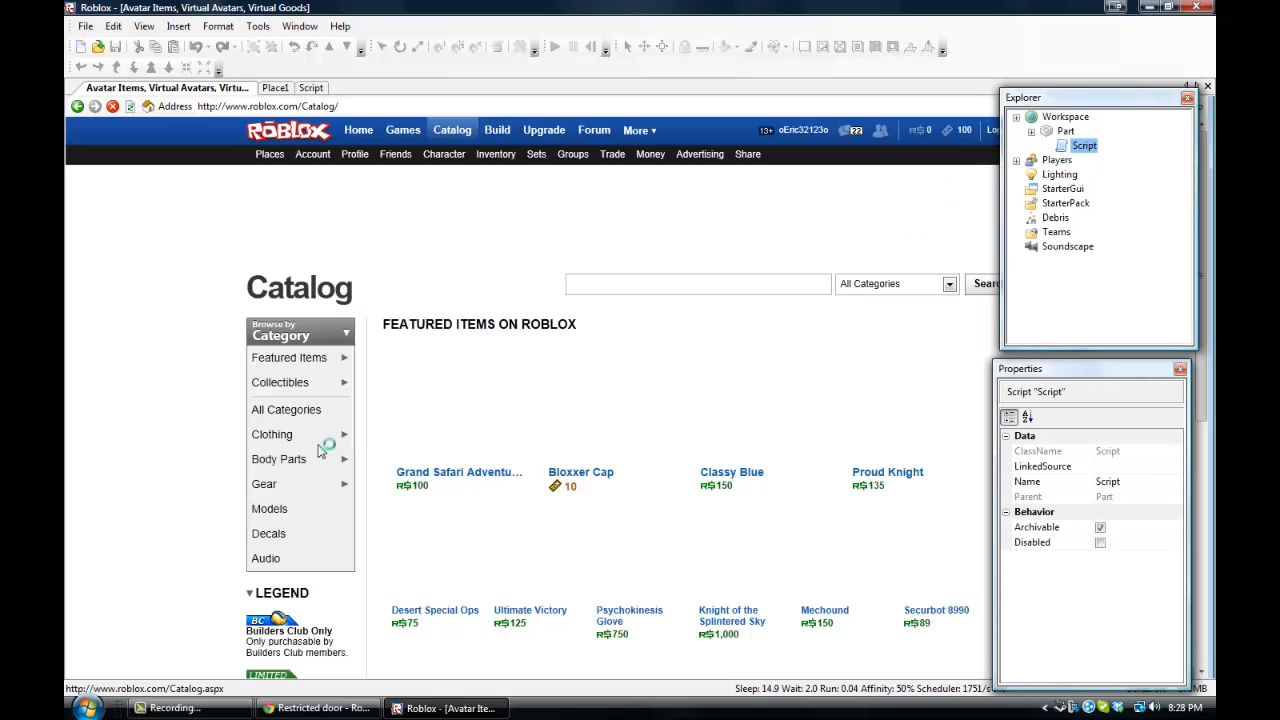 Roblox - [Avatar Items, Virtual Avatars, Virtual Goods]
File Edit View Insert Format Tools Window Help
Avatar Items, Virtual Avatars, Virtu... Place1 Script
Address http://www.roblox.com/Catalog/
ROBLOX Home Games Catalog Build Upgrade Forum More 13+ oEric32123o 22 R$ 0 100
Places Account Profile Friends Character Inventory Sets Groups Trade Money Advertising Share
Catalog
All Categories
Browse by
Category
Featured Items
Collectibles
All Categories
Clothing
Body Parts
Gear
Models
Decals
Audio
LEGEND
BC
Builders Club Only
Only purchasable by
Builders Club members.
LIMITED
FEATURED ITEMS ON ROBLOX
Grand Safari Adventu... Bloxxer Cap Classy Blue Proud Knight
R$100 10 R$150 R$135
Desert Special Ops Ultimate Victory Psychokinesis Glove Knight of the Splintered Sky Mechound Securbot 8990
R$75 R$125 R$750 R$1,000 R$150 R$89
Explorer
Workspace
Part
Script
Players
Lighting
StarterGui
StarterPack
Debris
Teams
Soundscape
Properties
Script "Script"
Data
ClassName Script
LinkedSource
Name Script
Parent Part
Behavior
Archivable
Disabled
http://www.roblox.com/Catalog.aspx Sleep: 14.9 Wait: 2.0 Run: 0.04 Affinity: 50% Scheduler: 1751/s
Recording... Restricted door - Ro... Roblox - [Avatar Ite... 8:28 PM